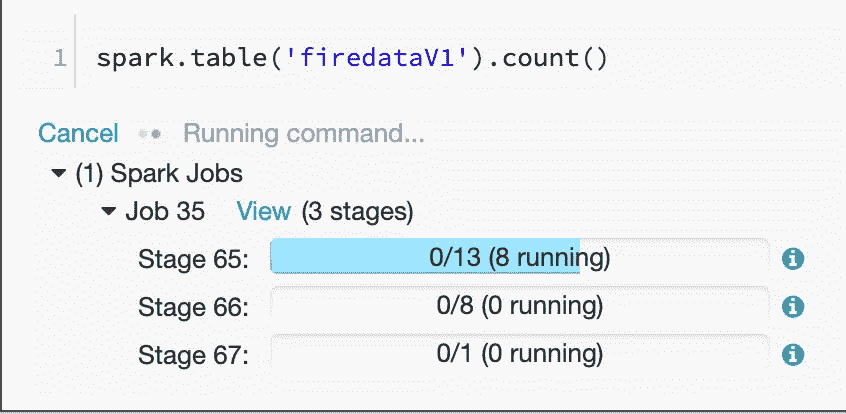 1 spark.table('firedataV1').count()
Cancel Running command...
(1) Spark Jobs
Job 35 View (3 stages)
Stage 65: 0/13 (8 running) i
Stage 66: 0/8 (0 running) i
Stage 67: 0/1 (0 running) i